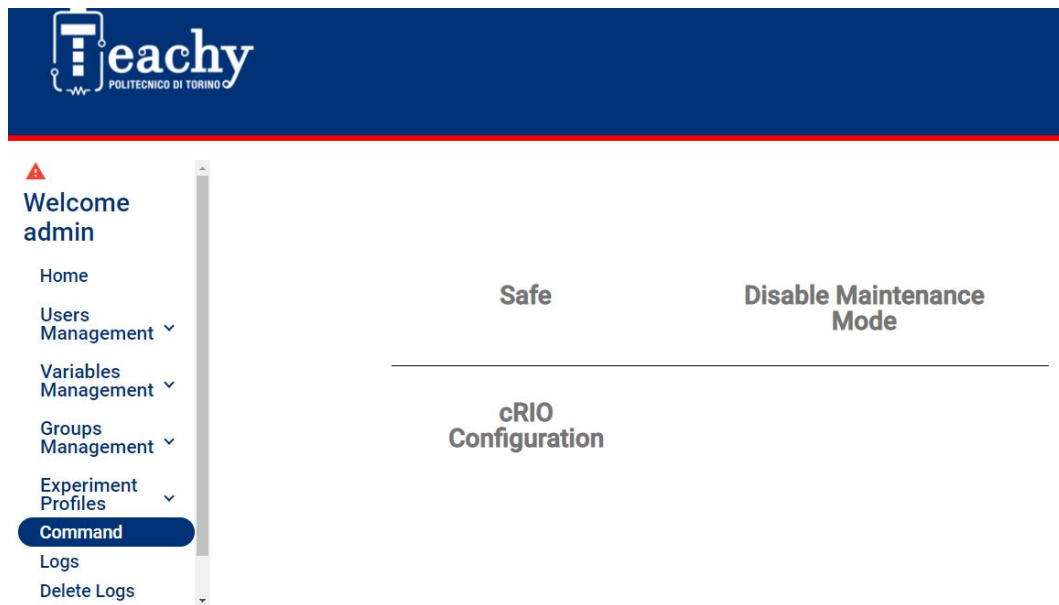 Teachy
POLITECNICO DI TORINO
Welcome
admin
Home
Users
Management
Variables
Management
Groups
Management
Experiment
Profiles
Command
Logs
Delete Logs
Safe
Disable Maintenance
Mode
cRIO
Configuration